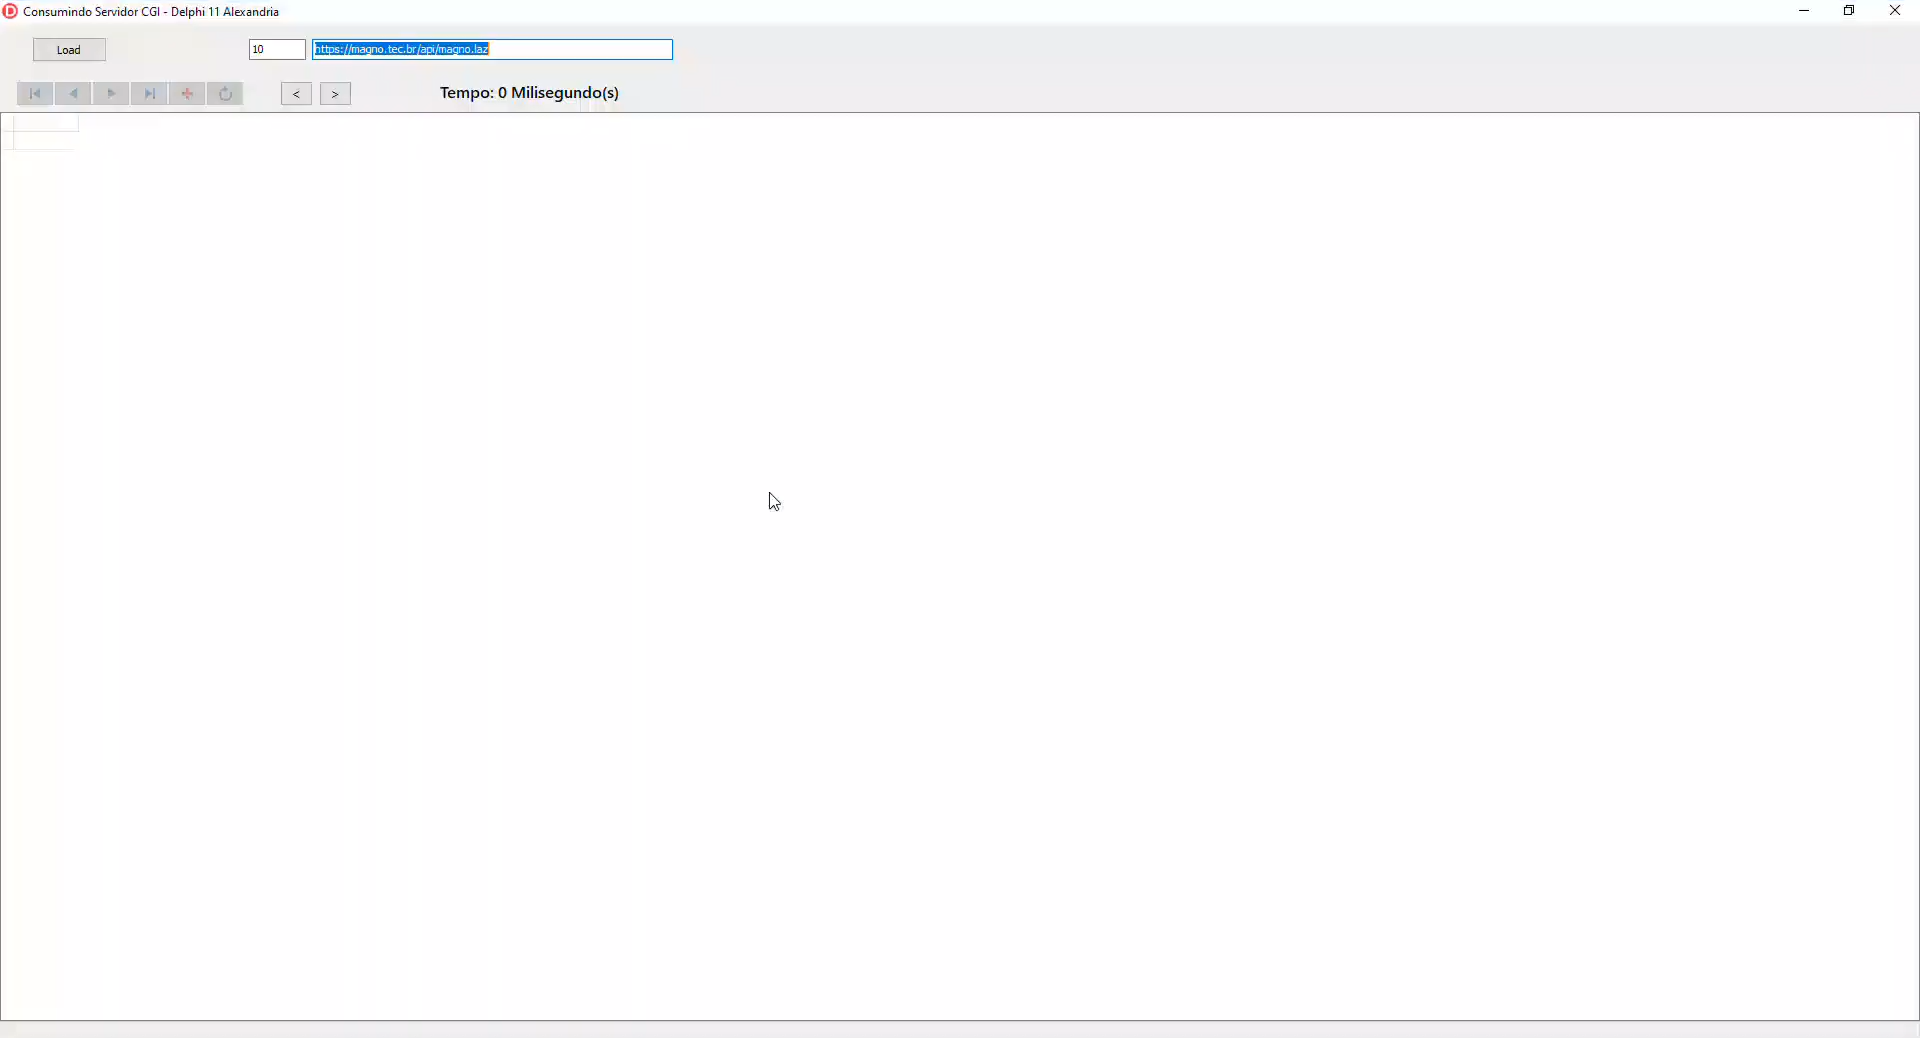 Consumindo Servidor CGI - Delphi 11 Alexandria
Load
10
https://magno.tec.br/api/magno.laz
<
>
Tempo: 0 Milisegundo(s)